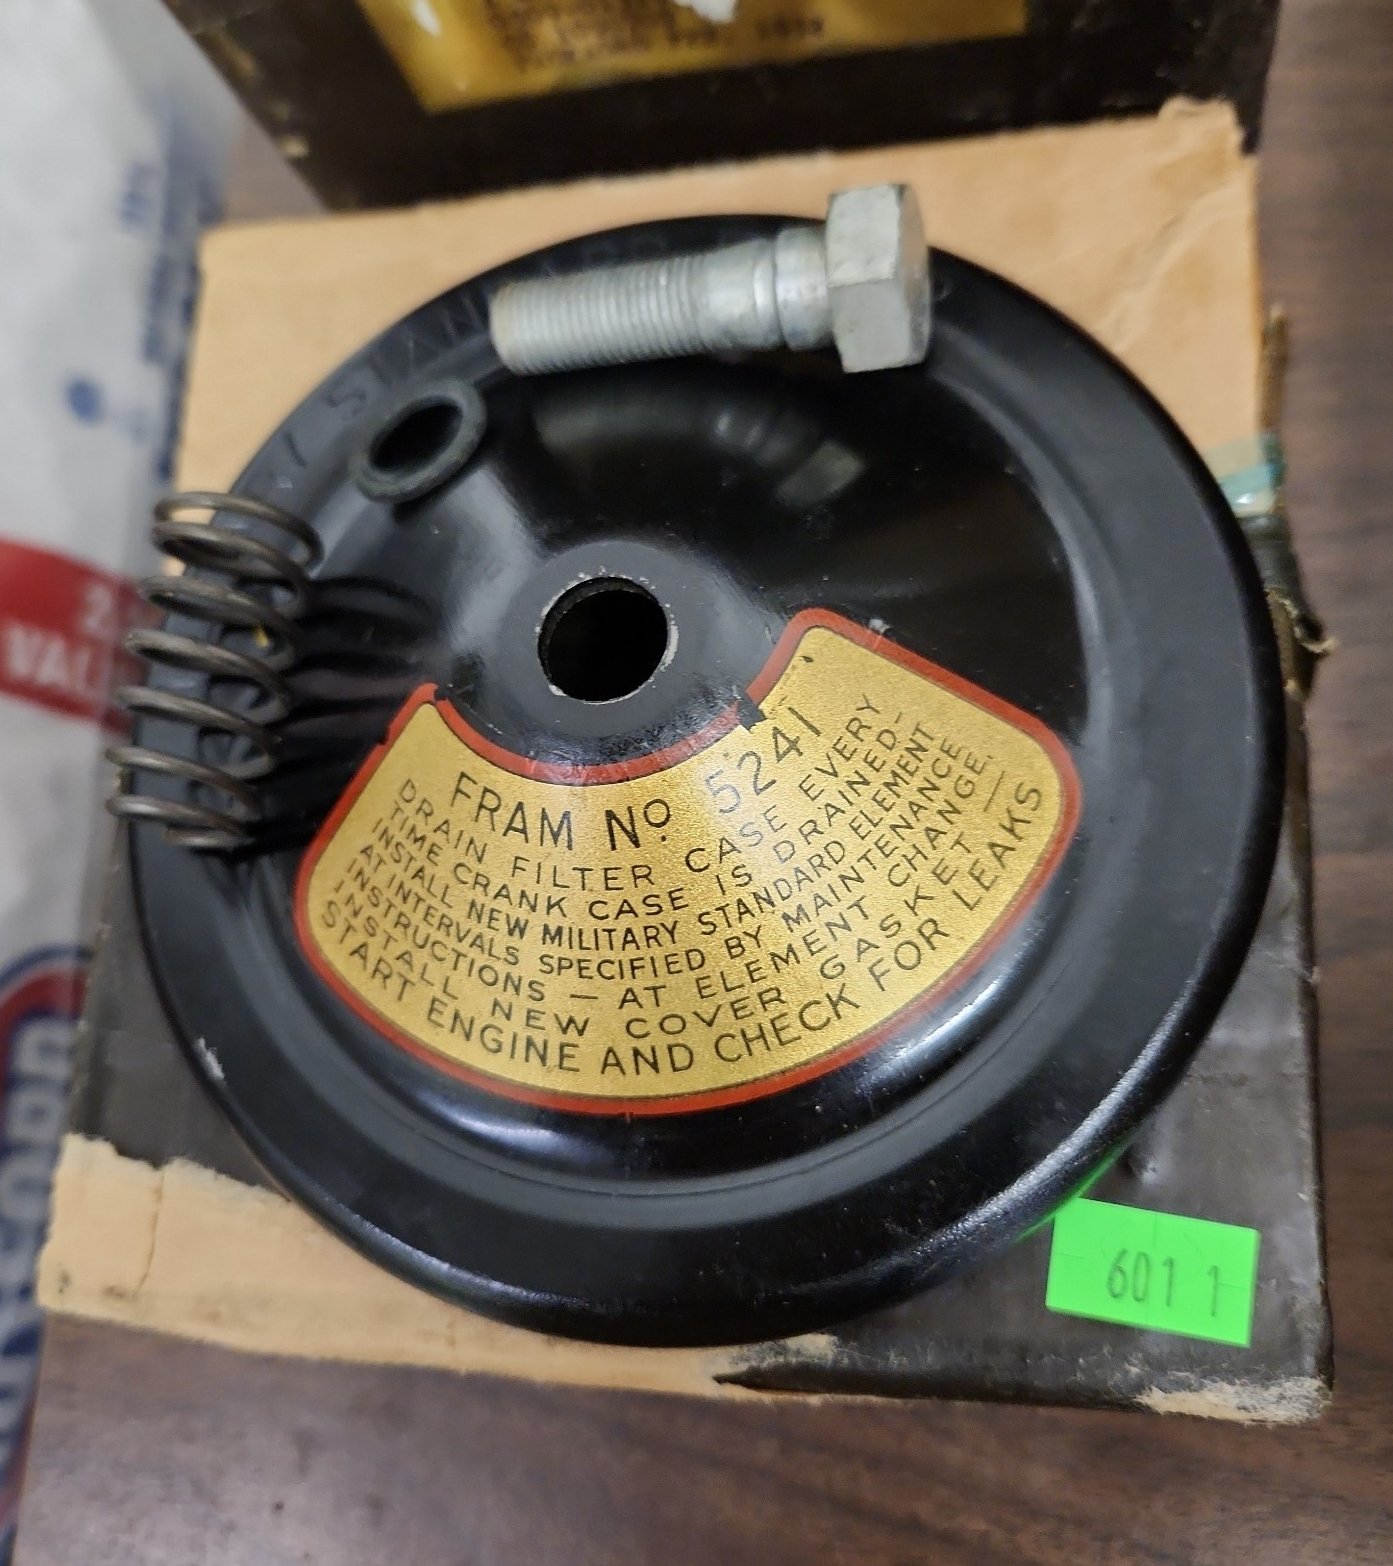 FRAM Nº 5241
DRAIN FILTER CASE EVERY
TIME CRANK CASE IS DRAINED-
INSTALL NEW MILITARY STANDARD ELEMENT
AT INTERVALS SPECIFIED BY MAINTENANCE
INSTRUCTIONS — AT ELEMENT CHANGE.
INSTALL NEW COVER GASKET —
START ENGINE AND CHECK FOR LEAKS
601 1